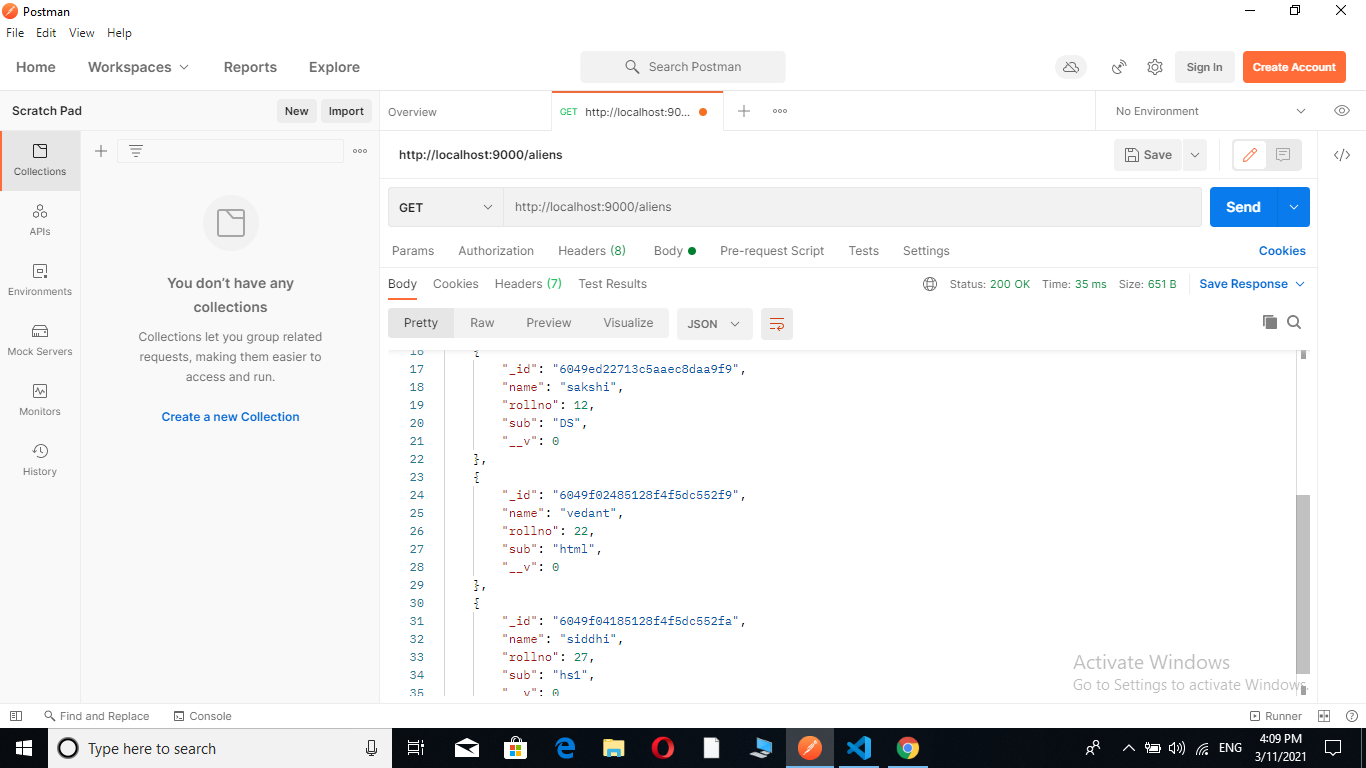 Postman
File Edit View Help
Home Workspaces Reports Explore Search Postman Sign In Create Account
Scratch Pad New Import
Overview GET http://localhost:90... No Environment
Collections
APIs
Environments
Mock Servers
Monitors
History
You don't have any
collections
Collections let you group related
requests, making them easier to
access and run.
Create a new Collection
http://localhost:9000/aliens Save
GET http://localhost:9000/aliens Send
Params Authorization Headers (8) Body Pre-request Script Tests Settings Cookies
Body Cookies Headers (7) Test Results Status: 200 OK Time: 35 ms Size: 651 B Save Response
Pretty Raw Preview Visualize JSON
16 {
17 "_id": "6049ed22713c5aaec8daa9f9",
18 "name": "sakshi",
19 "rollno": 12,
20 "sub": "DS",
21 "__v": 0
22 },
23 {
24 "_id": "6049f02485128f4f5dc552f9",
25 "name": "vedant",
26 "rollno": 22,
27 "sub": "html",
28 "__v": 0
29 },
30 {
31 "_id": "6049f04185128f4f5dc552fa",
32 "name": "siddhi",
33 "rollno": 27,
34 "sub": "hs1",
35 "__v": 0
Activate Windows
Go to Settings to activate Windows.
Find and Replace Console Runner
Type here to search ENG 4:09 PM
3/11/2021